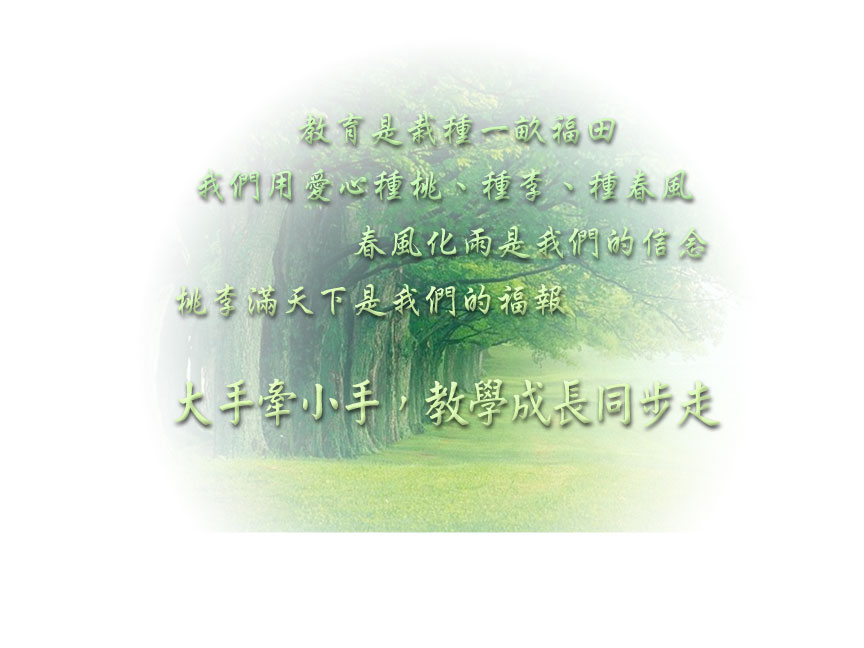 教育是栽種一畝福田
我們用愛心種桃、種李、種春風
春風化雨是我們的信念
桃李滿天下是我們的福報
大手牽小手，教學成長同步走